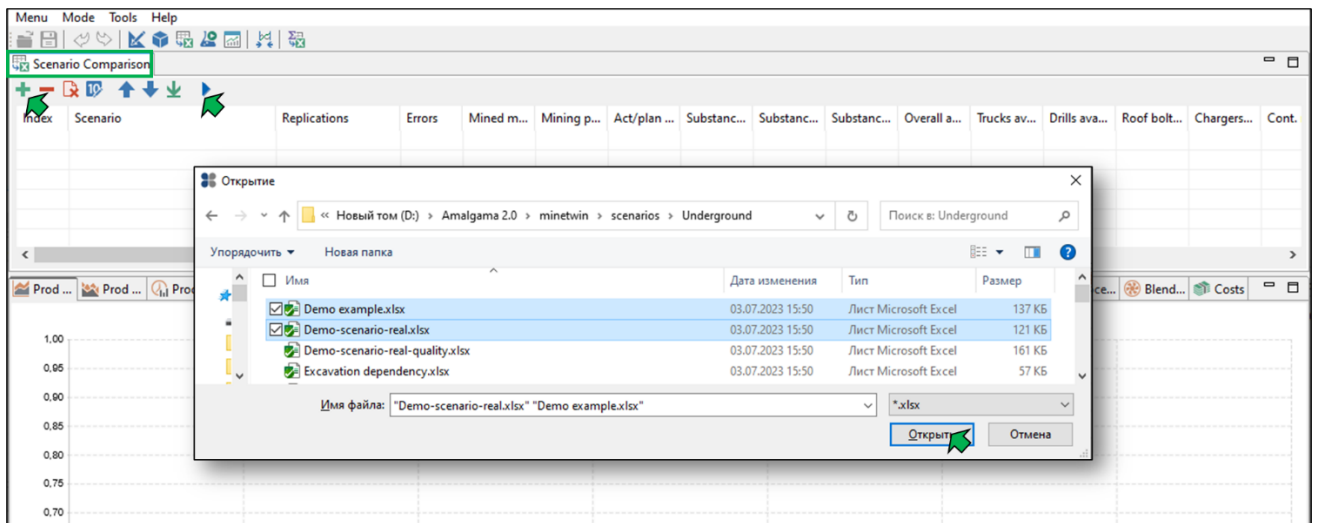 Menu Mode Tools Help
Scenario Comparison
Index Scenario Replications Errors Mined m... Mining p... Act/plan ... Substanc... Substanc... Substanc... Overall a... Trucks av... Drills ava... Roof bolt... Chargers... Cont.
Открытие
« Новый том (D:) › Amalgama 2.0 › minetwin › scenarios › Underground
Поиск в: Underground
Упорядочить Новая папка
Имя Дата изменения Тип Размер
Demo example.xlsx 03.07.2023 15:50 Лист Microsoft Excel 137 КБ
Demo-scenario-real.xlsx 03.07.2023 15:50 Лист Microsoft Excel 121 КБ
Demo-scenario-real-quality.xlsx 03.07.2023 15:50 Лист Microsoft Excel 161 КБ
Excavation dependency.xlsx 03.07.2023 15:50 Лист Microsoft Excel 57 КБ
Имя файла: "Demo-scenario-real.xlsx" "Demo example.xlsx" *.xlsx
Отмена
Prod ... Prod ... Blend... Costs
1,00
0,95
0,90
0,85
0,80
0,75
0,70